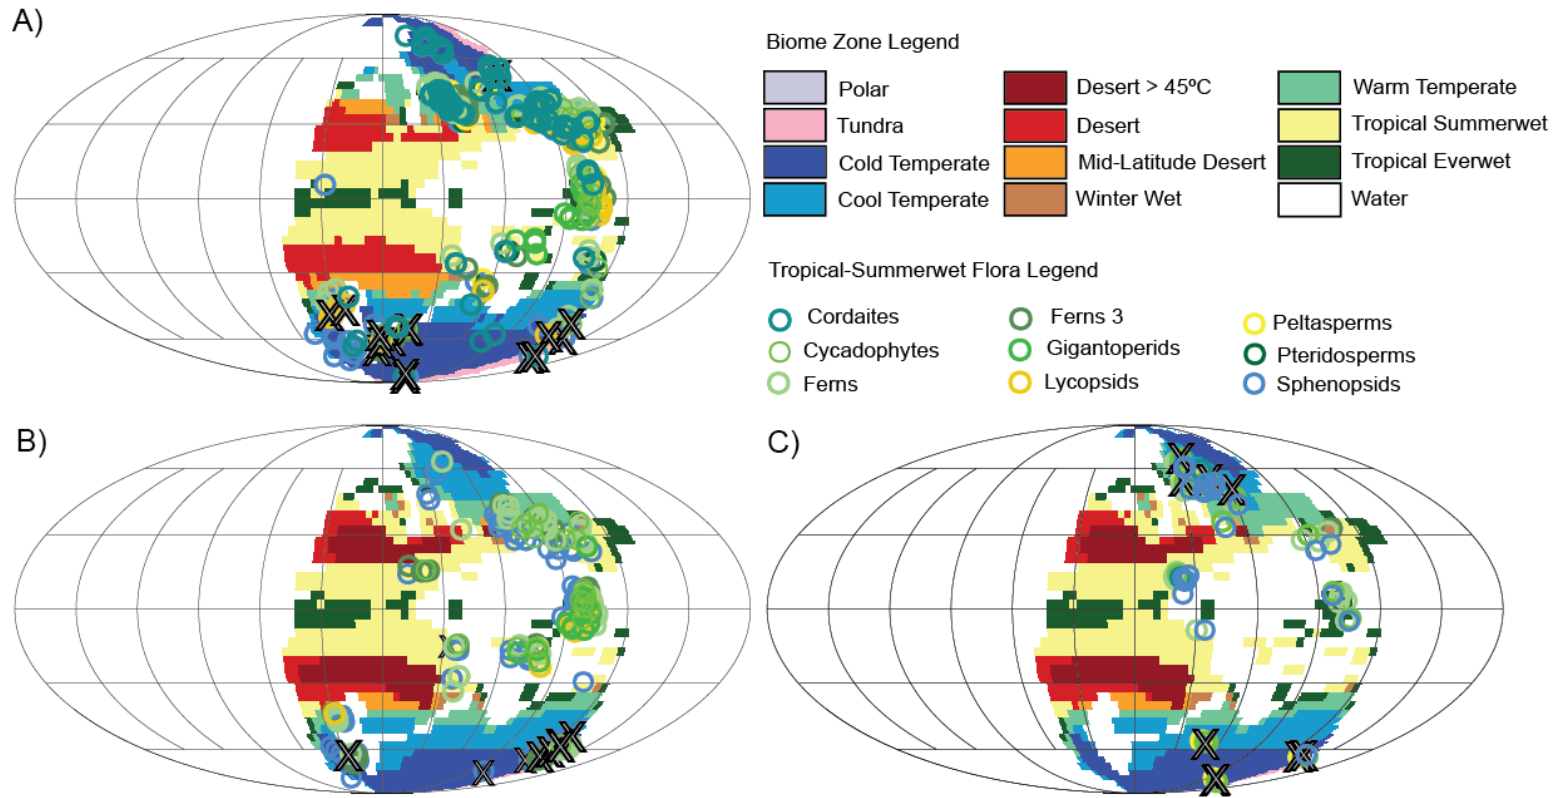 A)
Biome Zone Legend
Polar
Desert > 45ºC
Warm Temperate
Tundra
Desert
Tropical Summerwet
Cold Temperate
Mid-Latitude Desert
Tropical Everwet
Cool Temperate
Winter Wet
Water
Tropical-Summerwet Flora Legend
Cordaites
Ferns 3
Peltasperms
Cycadophytes
Gigantoperids
Pteridosperms
Ferns
Lycopsids
Sphenopsids
B)
C)